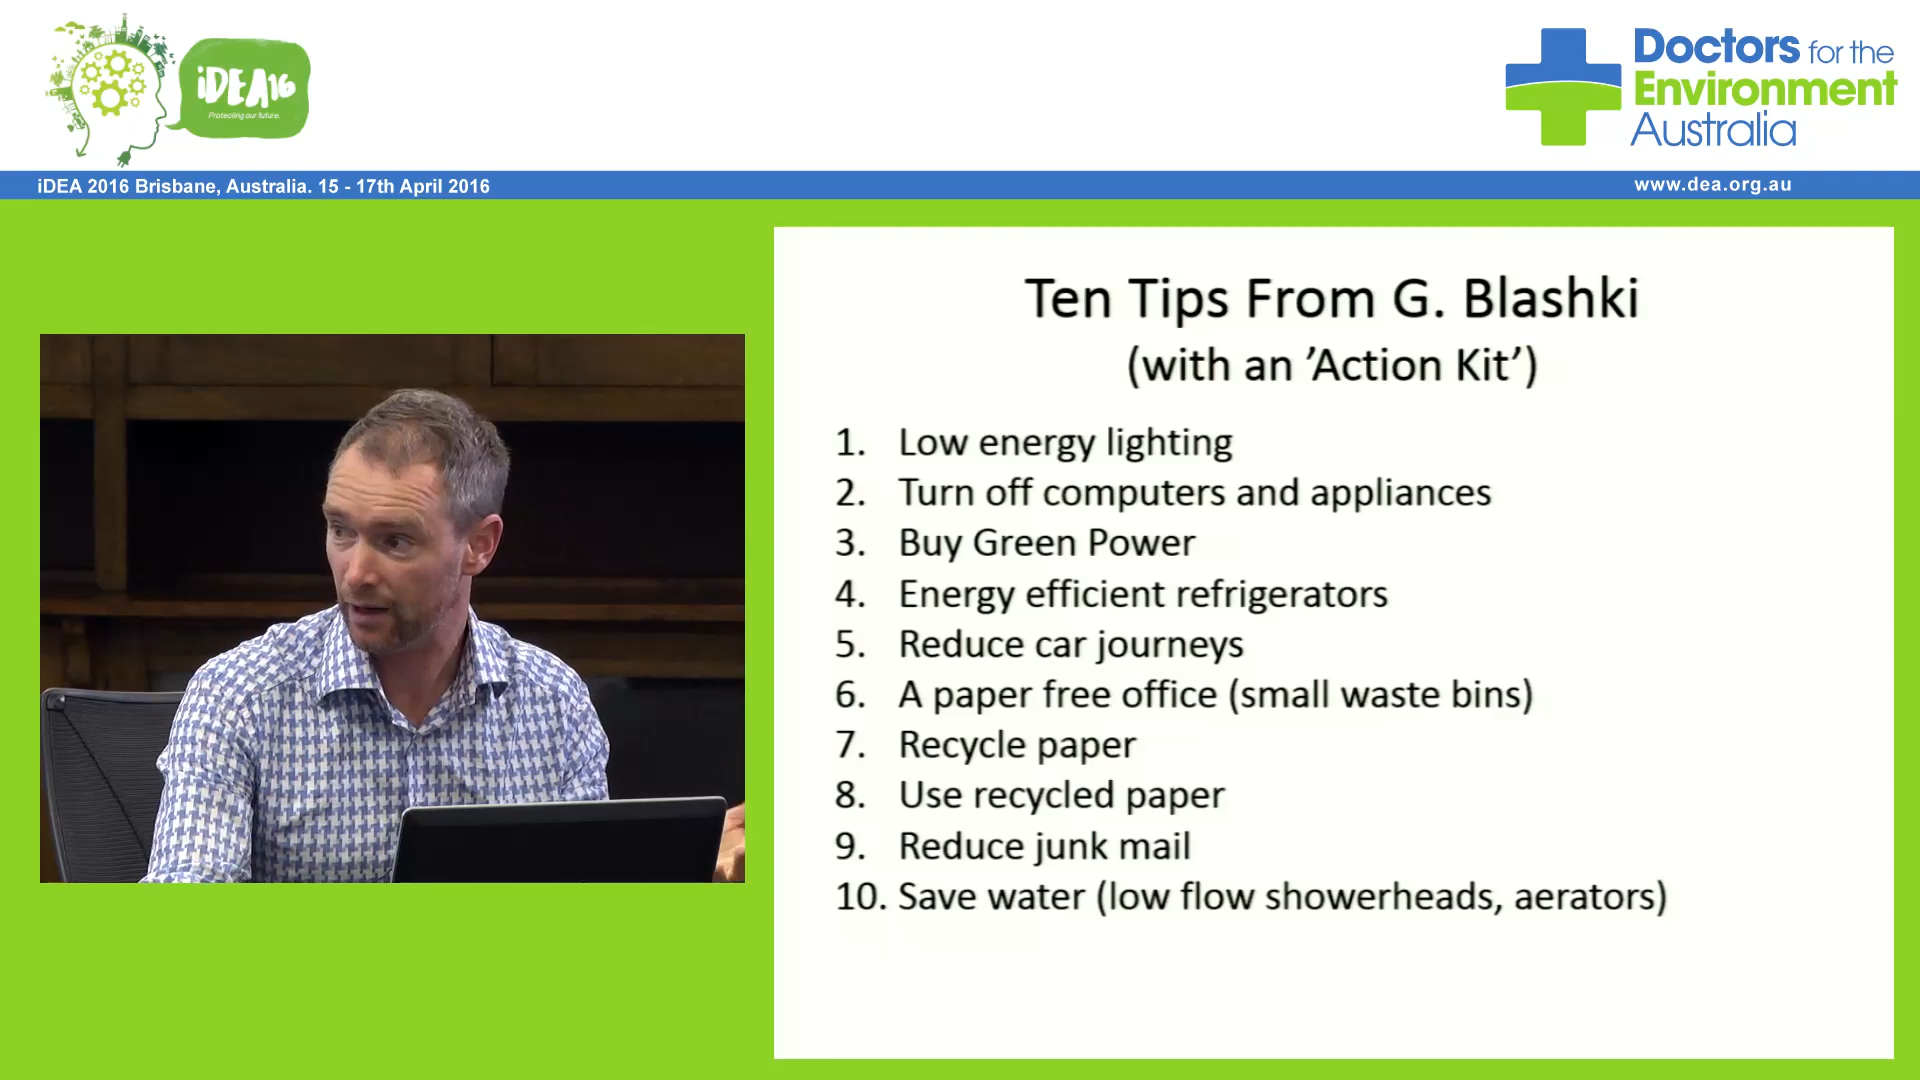 iDEA16
Protecting our future.
Doctors for the
Environment
Australia
iDEA 2016 Brisbane, Australia. 15 - 17th April 2016
www.dea.org.au
Ten Tips From G. Blashki
(with an ’Action Kit’)
1. Low energy lighting
2. Turn off computers and appliances
3. Buy Green Power
4. Energy efficient refrigerators
5. Reduce car journeys
6. A paper free office (small waste bins)
7. Recycle paper
8. Use recycled paper
9. Reduce junk mail
10. Save water (low flow showerheads, aerators)